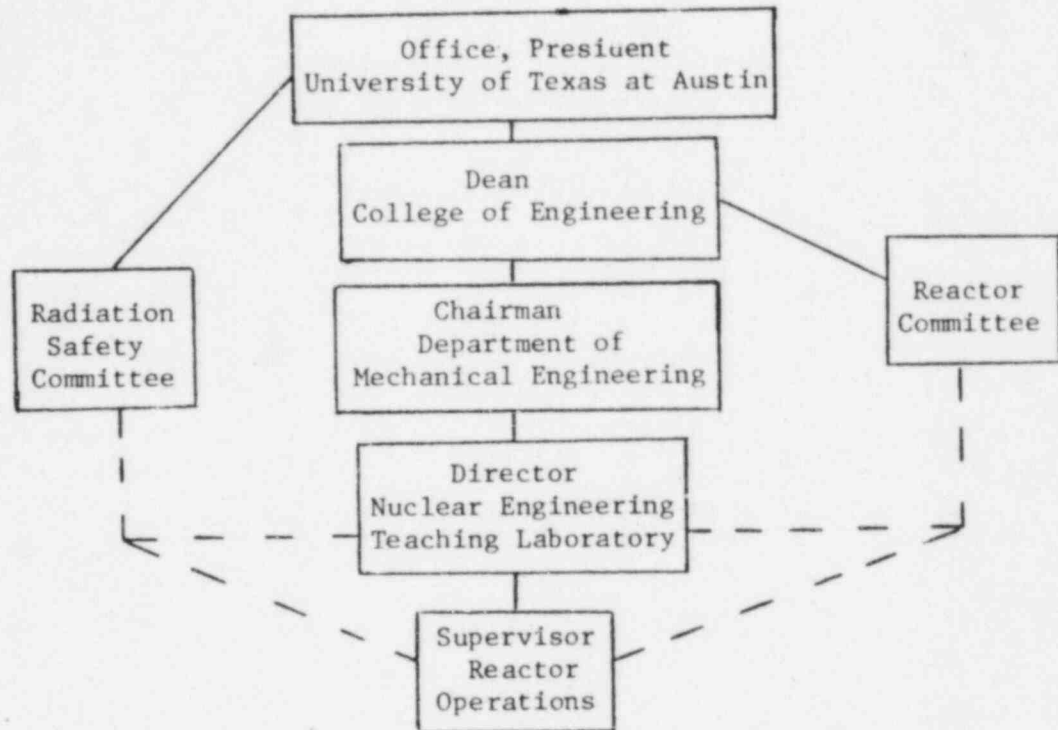 Office, Presiuent
University of Texas at Austin
Dean
College of Engineering
Radiation
Safety
Committee
Reactor
Committee
Chairman
Department of
Mechanical Engineering
Director
Nuclear Engineering
Teaching Laboratory
Supervisor
Reactor
Operations